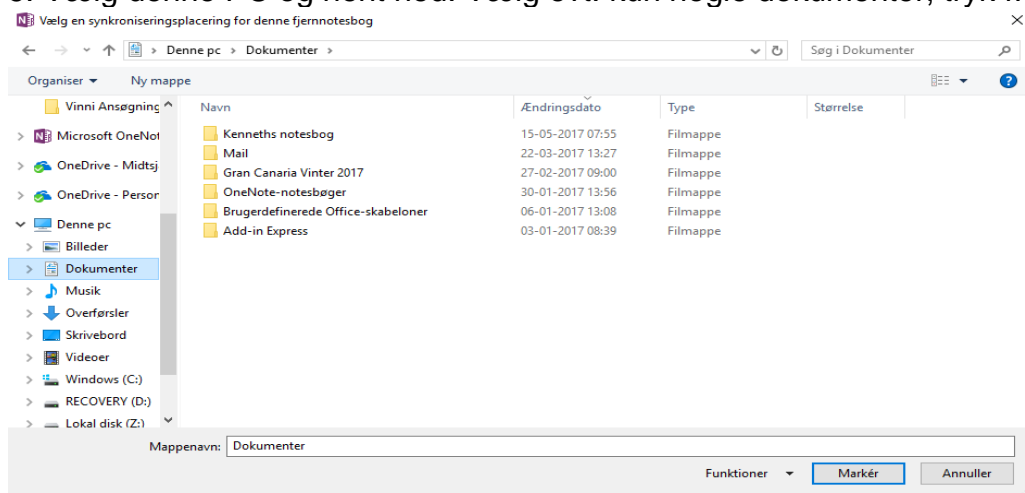 Vælg en synkroniseringsplacering for denne fjernnotesbog
Denne pc > Dokumenter >
Søg i Dokumenter
Organiser
Ny mappe
Navn
Ændringsdato
Type
Størrelse
Vinni Ansøgning
Microsoft OneNot
OneDrive - Midtsj
OneDrive - Person
Denne pc
Billeder
Dokumenter
Musik
Overførsler
Skrivebord
Videoer
Windows (C:)
RECOVERY (D:)
Lokal disk (Z:)
Kenneths notesbog 15-05-2017 07:55 Filmappe
Mail 22-03-2017 13:27 Filmappe
Gran Canaria Vinter 2017 27-02-2017 09:00 Filmappe
OneNote-notesbøger 30-01-2017 13:56 Filmappe
Brugerdefinerede Office-skabeloner 06-01-2017 13:08 Filmappe
Add-in Express 03-01-2017 08:39 Filmappe
Mappenavn: Dokumenter
Funktioner
Markér
Annuller